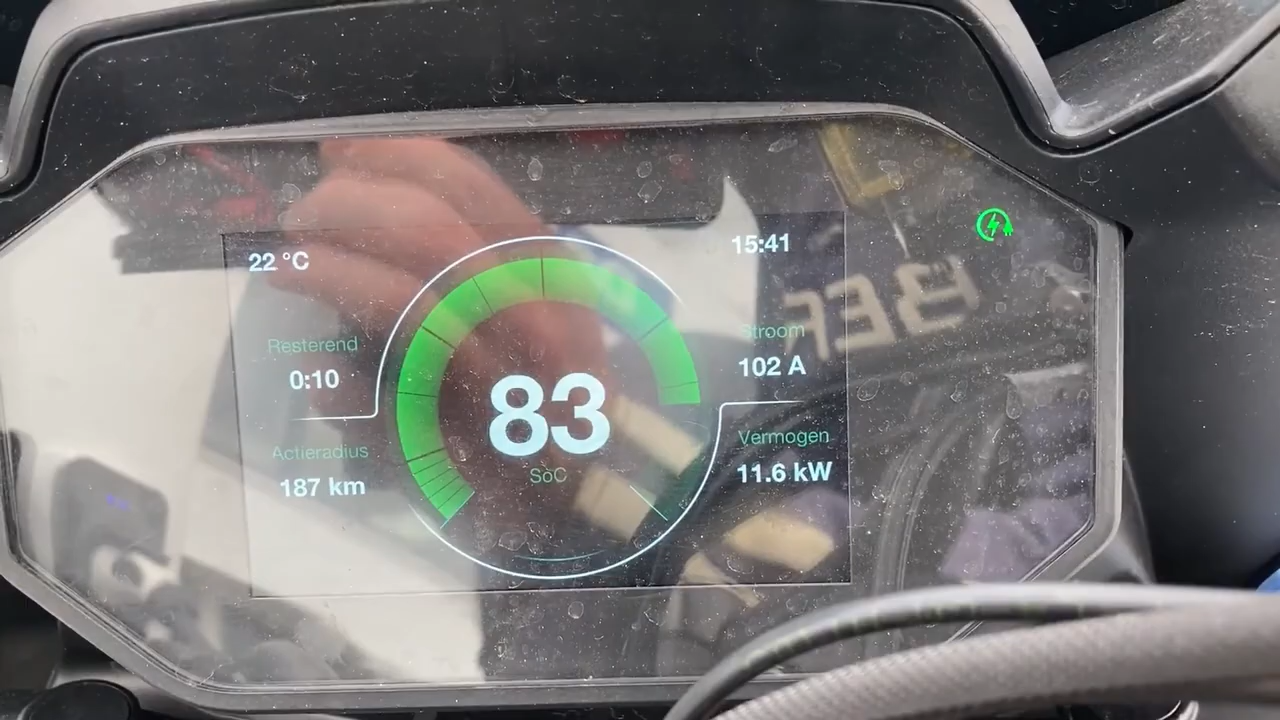 22 °C
15:41
Resterend
0:10
Stroom
102 A
83
SoC
Actieradius
187 km
Vermogen
11.6 kW